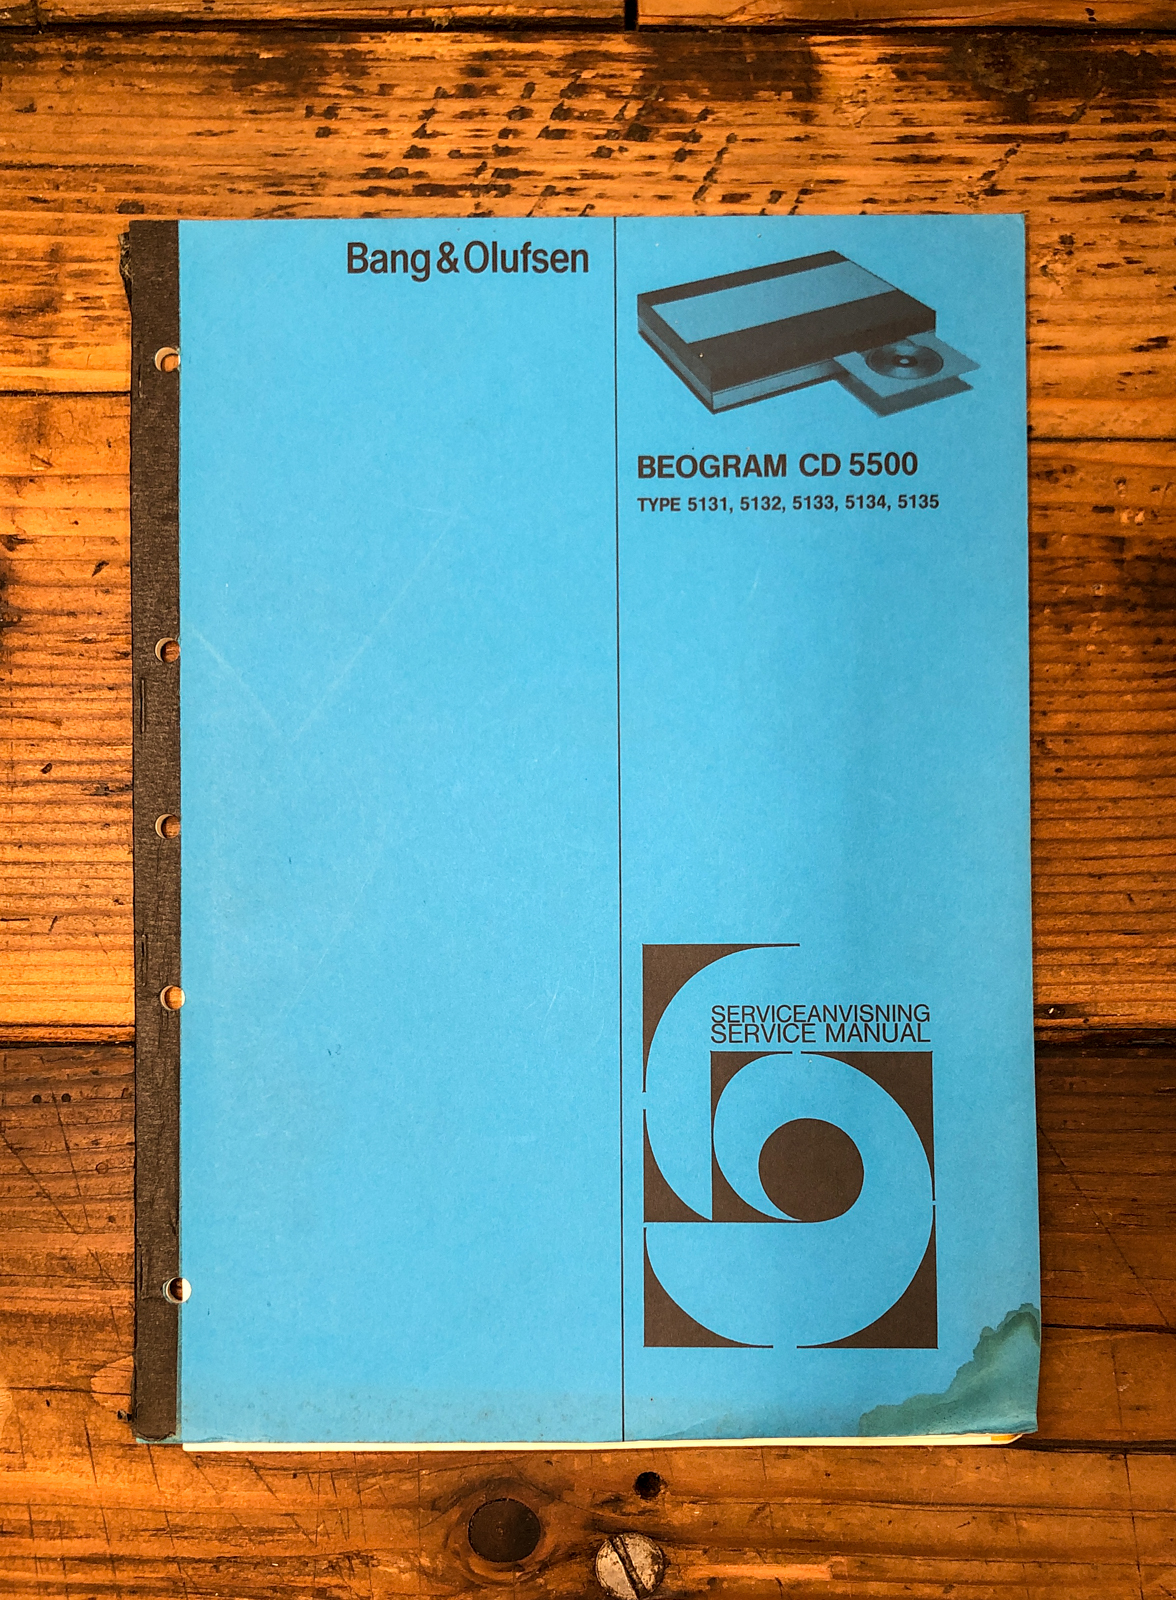 Bang&Olufsen
BEOGRAM CD 5500
TYPE 5131, 5132, 5133, 5134, 5135
SERVICEANVISNING
SERVICE MANUAL